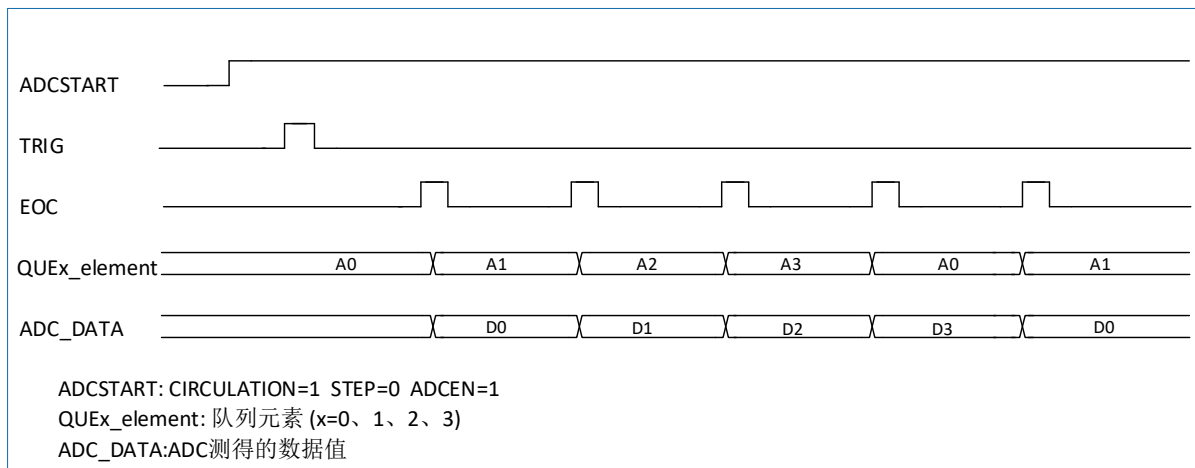 ADCSTART
TRIG
EOC
QUEx_element A0 A1 A2 A3 A0 A1
ADC_DATA D0 D1 D2 D3 D0
ADCSTART: CIRCULATION=1 STEP=0 ADCEN=1
QUEx_element: 队列元素 (x=0、1、2、3)
ADC_DATA:ADC测得的数据值